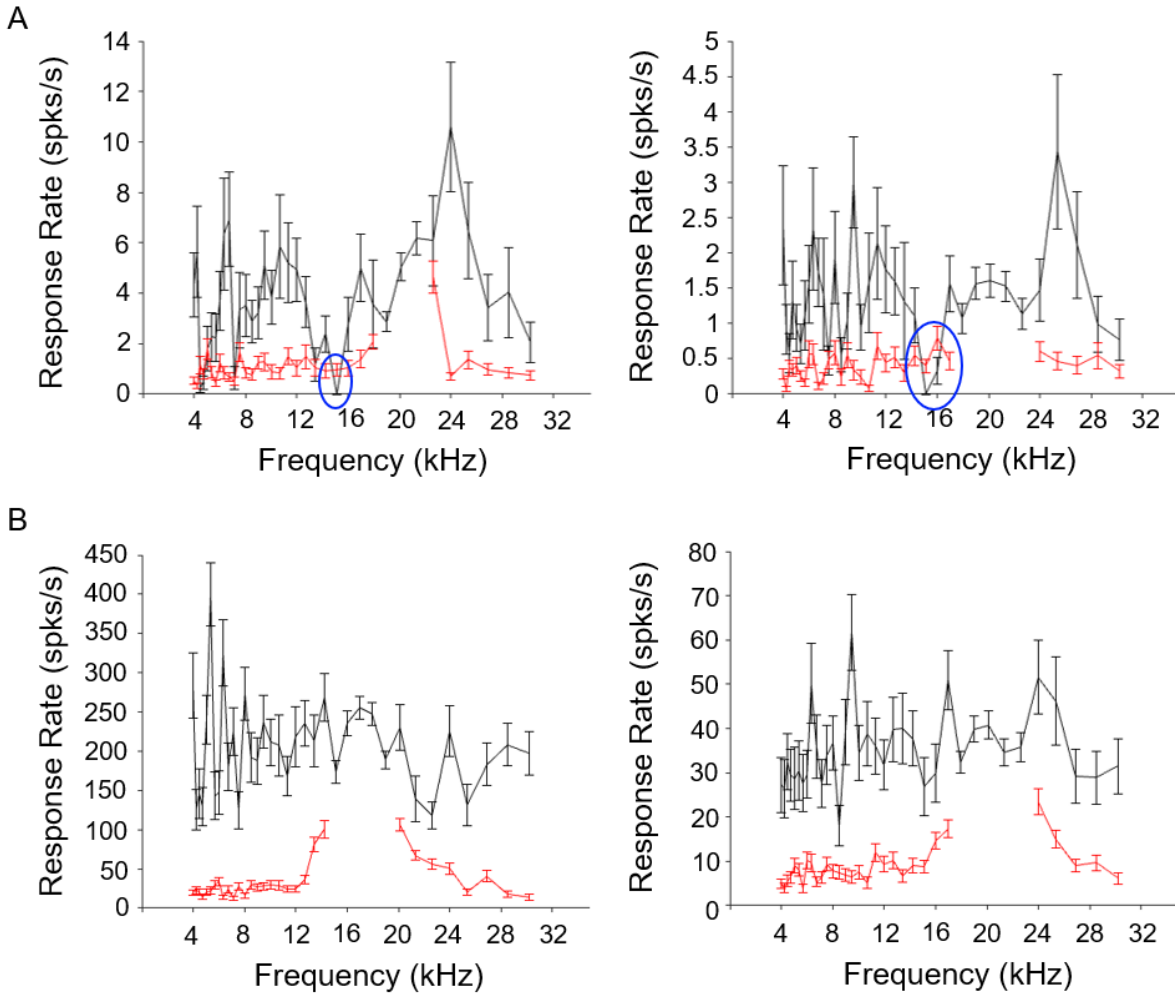 A
Response Rate (spks/s)
14
12
10
8
6
4
2
0
4 8 12 16 20 24 28 32
Frequency (kHz)
Response Rate (spks/s)
5
4.5
4
3.5
3
2.5
2
1.5
1
0.5
0
4 8 12 16 20 24 28 32
Frequency (kHz)
B
Response Rate (spks/s)
450
400
350
300
250
200
150
100
50
0
4 8 12 16 20 24 28 32
Frequency (kHz)
Response Rate (spks/s)
80
70
60
50
40
30
20
10
0
4 8 12 16 20 24 28 32
Frequency (kHz)